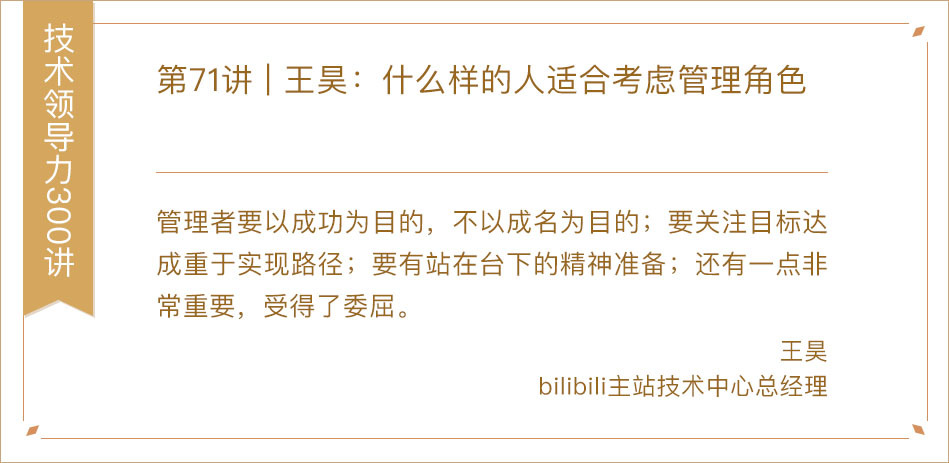 技术领导力300讲
第71讲 | 王昊：什么样的人适合考虑管理角色
管理者要以成功为目的，不以成名为目的；要关注目标达
成重于实现路径；要有站在台下的精神准备；还有一点非
常重要，受得了委屈。
王昊
bilibili主站技术中心总经理